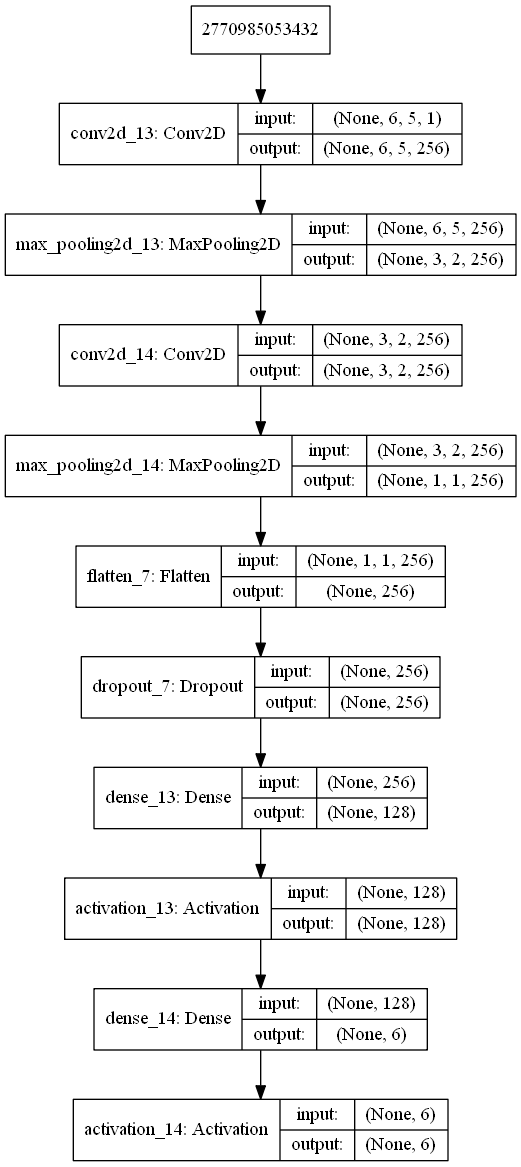 2770985053432
conv2d_13: Conv2D
input: (None, 6, 5, 1)
output: (None, 6, 5, 256)
max_pooling2d_13: MaxPooling2D
input: (None, 6, 5, 256)
output: (None, 3, 2, 256)
conv2d_14: Conv2D
input: (None, 3, 2, 256)
output: (None, 3, 2, 256)
max_pooling2d_14: MaxPooling2D
input: (None, 3, 2, 256)
output: (None, 1, 1, 256)
flatten_7: Flatten
input: (None, 1, 1, 256)
output: (None, 256)
dropout_7: Dropout
input: (None, 256)
output: (None, 256)
dense_13: Dense
input: (None, 256)
output: (None, 128)
activation_13: Activation
input: (None, 128)
output: (None, 128)
dense_14: Dense
input: (None, 128)
output: (None, 6)
activation_14: Activation
input: (None, 6)
output: (None, 6)